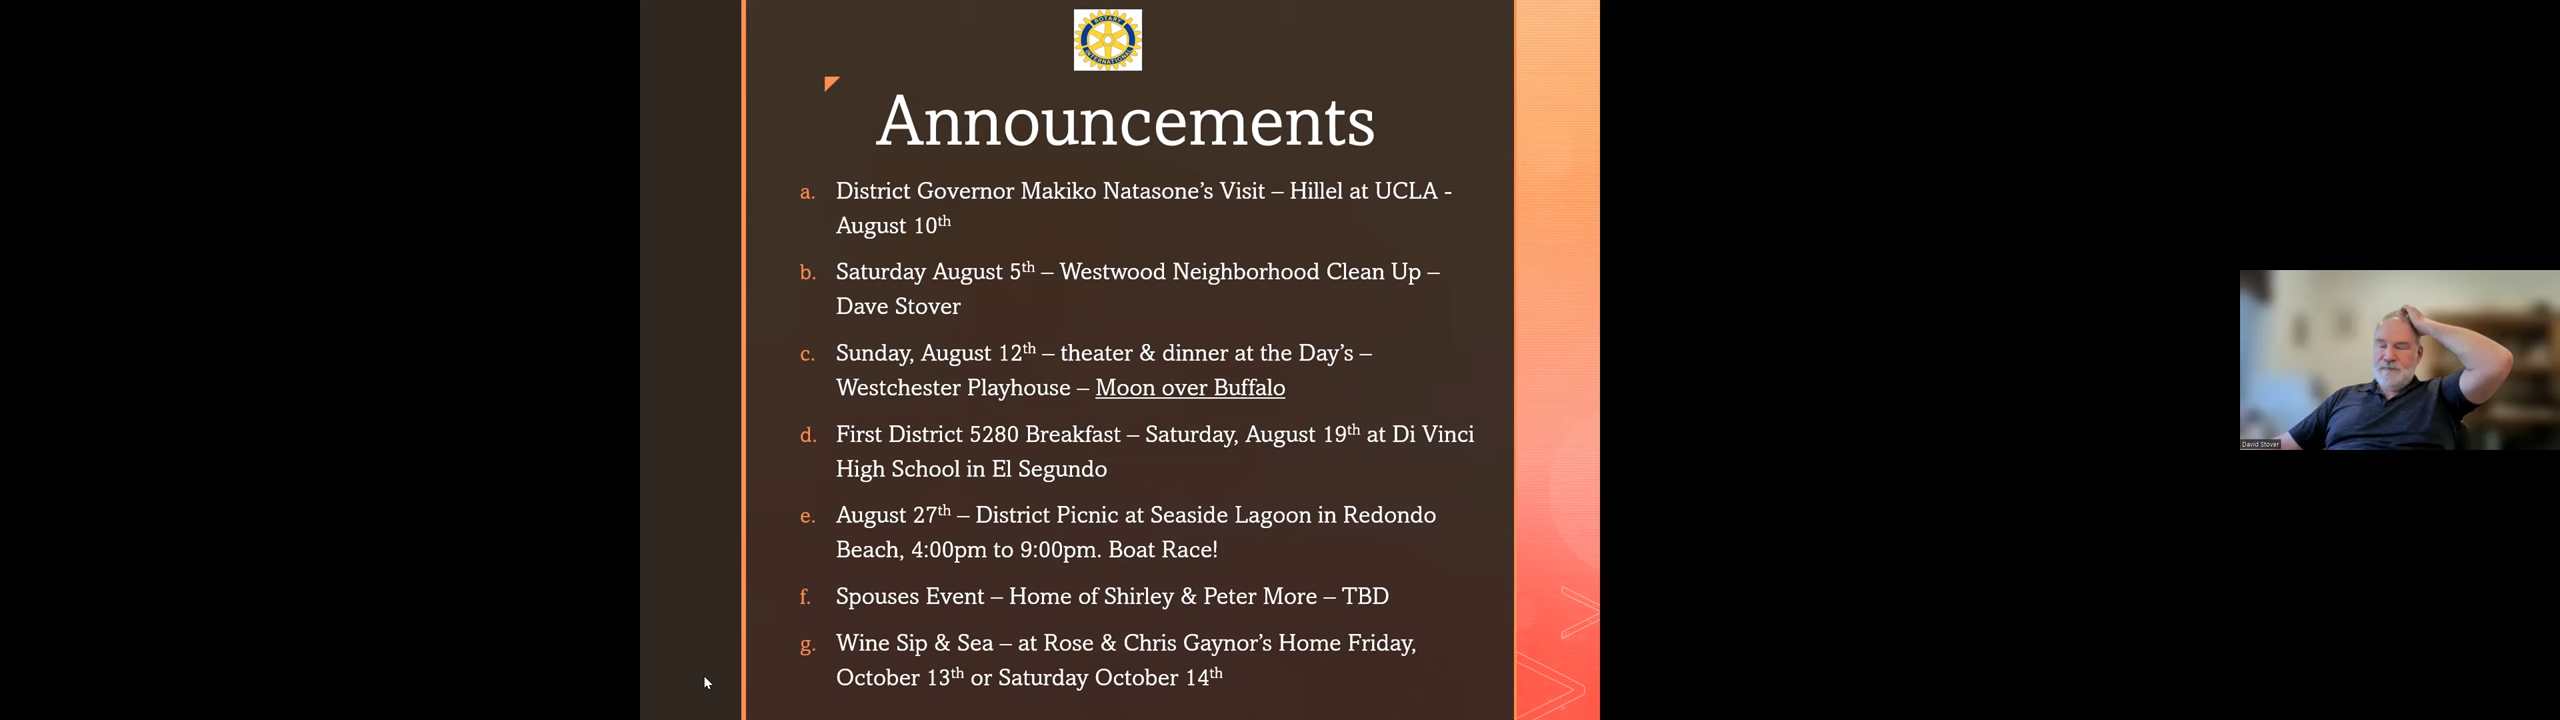 ROTARY
INTERNATIONAL
Announcements
a. District Governor Makiko Natasone’s Visit – Hillel at UCLA -
August 10th
b. Saturday August 5th – Westwood Neighborhood Clean Up –
Dave Stover
c. Sunday, August 12th – theater & dinner at the Day’s –
Westchester Playhouse – Moon over Buffalo
d. First District 5280 Breakfast – Saturday, August 19th at Di Vinci
High School in El Segundo
e. August 27th – District Picnic at Seaside Lagoon in Redondo
Beach, 4:00pm to 9:00pm. Boat Race!
f. Spouses Event – Home of Shirley & Peter More – TBD
g. Wine Sip & Sea – at Rose & Chris Gaynor’s Home Friday,
October 13th or Saturday October 14th
David Stover